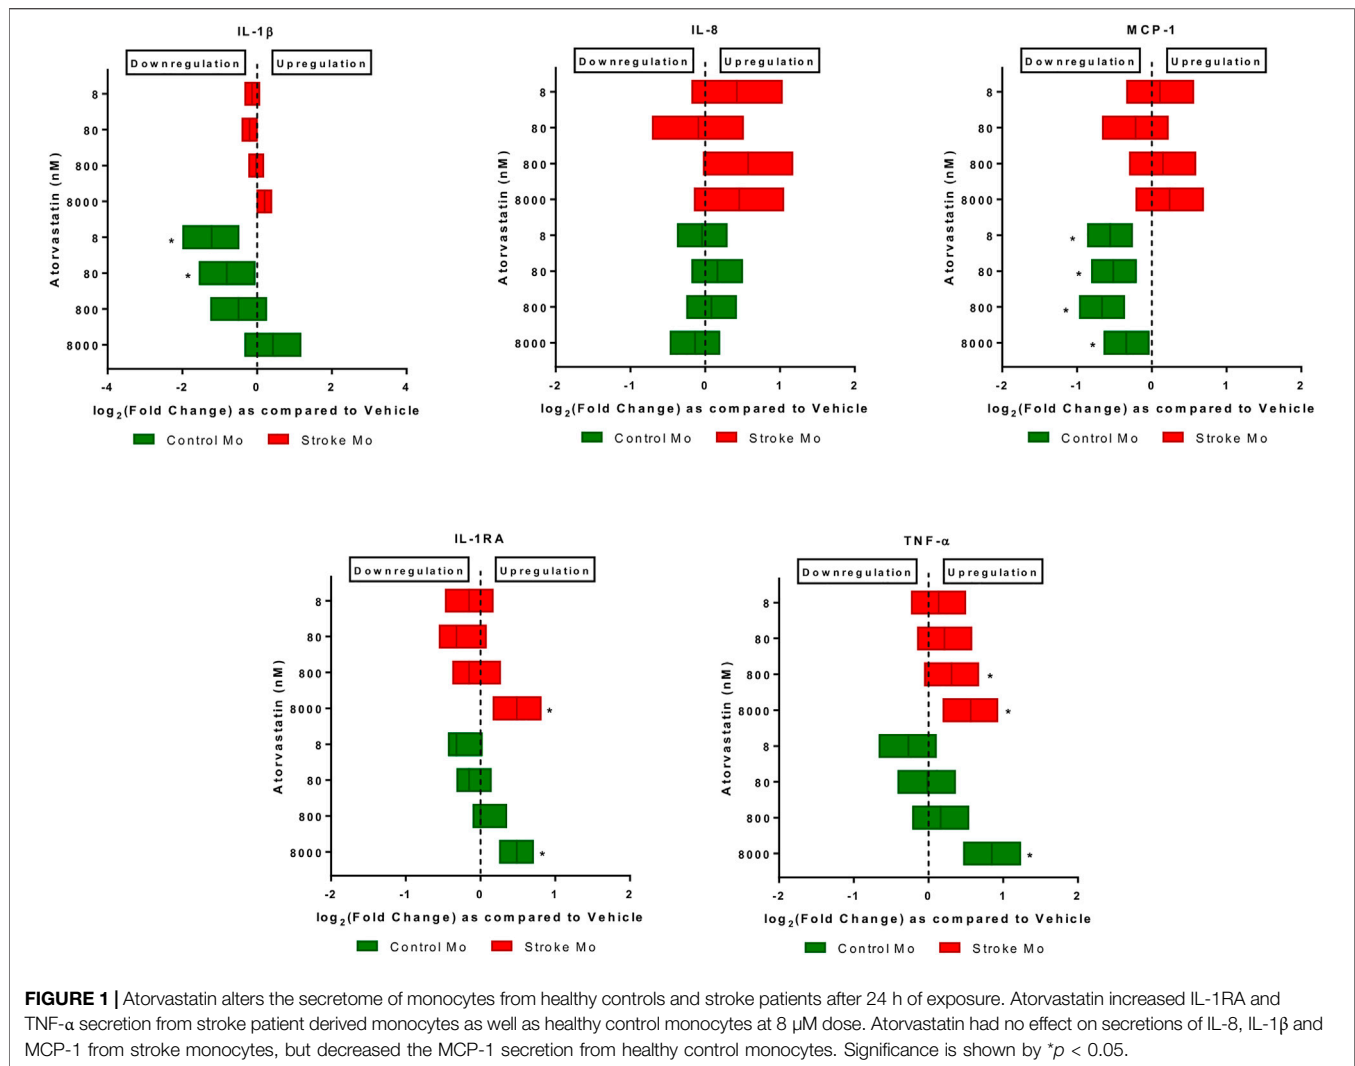 IL-1β
Downregulation Upregulation
Atorvastatin (nM)
8
80
800
8000
* 8
* 80
800
8000
-4 -2 0 2 4
log2(Fold Change) as compared to Vehicle
Control Mo Stroke Mo
IL-8
Downregulation Upregulation
Atorvastatin (nM)
8
80
800
8000
8
80
800
8000
-2 -1 0 1 2
log2(Fold Change) as compared to Vehicle
Control Mo Stroke Mo
MCP-1
Downregulation Upregulation
Atorvastatin (nM)
8
80
800
8000
8 *
80 *
800 *
8000 *
-2 -1 0 1 2
log2(Fold Change) as compared to Vehicle
Control Mo Stroke Mo
IL-1RA
Downregulation Upregulation
Atorvastatin (nM)
8
80
800
8000 *
8
80
800
8000 *
-2 -1 0 1 2
log2(Fold Change) as compared to Vehicle
Control Mo Stroke Mo
TNF-α
Downregulation Upregulation
Atorvastatin (nM)
8
80
800 *
8000 *
8
80
800
8000 *
-2 -1 0 1 2
log2(Fold Change) as compared to Vehicle
Control Mo Stroke Mo
FIGURE 1 | Atorvastatin alters the secretome of monocytes from healthy controls and stroke patients after 24 h of exposure. Atorvastatin increased IL-1RA and
TNF-α secretion from stroke patient derived monocytes as well as healthy control monocytes at 8 μM dose. Atorvastatin had no effect on secretions of IL-8, IL-1β and
MCP-1 from stroke monocytes, but decreased the MCP-1 secretion from healthy control monocytes. Significance is shown by *p < 0.05.